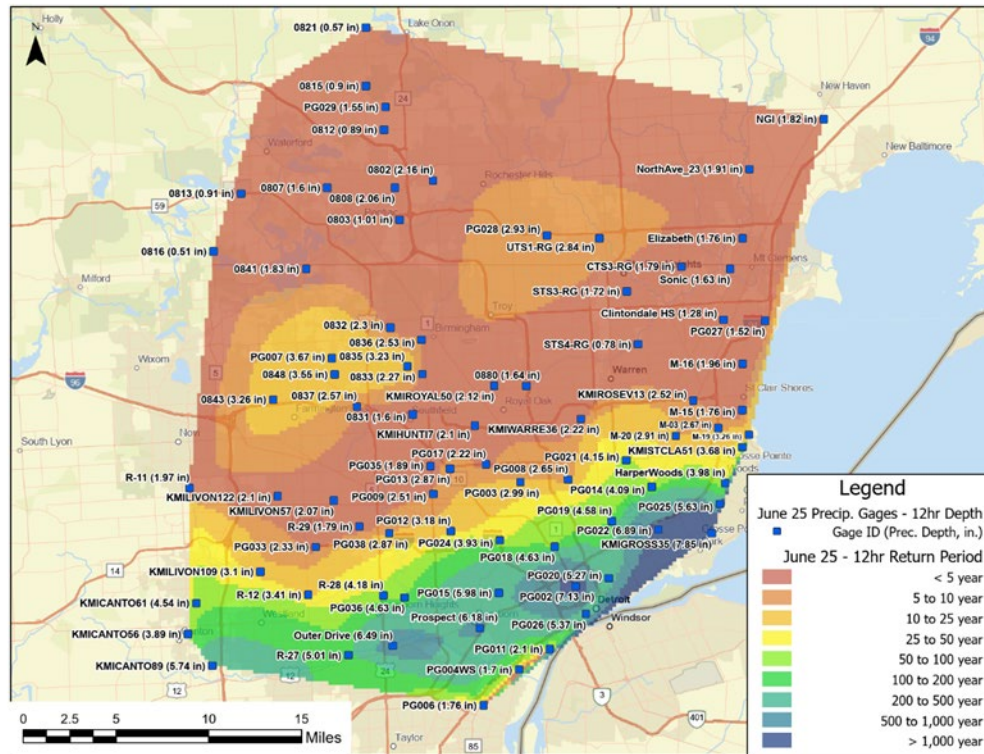 Holly
N
0821 (0.57 in)
Lake Orion
94
0815 (0.9 in)
24
PG029 (1.55 in)
New Haven
0812 (0.89 in)
NGI (1.82 in)
Waterford
New Baltimore
0802 (2.16 in)
NorthAve_23 (1.91 in)
0813 (0.91 in)
0807 (1.6 in)
Rochester Hills
59
0808 (2.06 in)
0803 (1.01 in)
PG028 (2.93 in)
UTS1-RG (2.84 in)
Elizabeth (1.76 in)
0816 (0.51 in)
0841 (1.83 in)
CTS3-RG (1.79 in)
Mt Clemens
Sonic (1.63 in)
Milford
STS3-RG (1.72 in)
Troy
Clintondale HS (1.28 in)
PG027 (1.52 in)
0832 (2.3 in)
1
Birmingham
0836 (2.53 in)
STS4-RG (0.78 in)
PG007 (3.67 in)
0835 (3.23 in)
Wixom
5
M-16 (1.96 in)
0848 (3.55 in)
0833 (2.27 in)
96
0880 (1.64 in)
Warren
St Clair Shores
0843 (3.26 in)
0837 (2.57 in)
KMIROYAL50 (2.12 in)
KMIROSEV13 (2.52 in)
Royal Oak
0831 (1.6 in)
Southfield
M-15 (1.76 in)
KMIHUNTI7 (2.1 in)
KMIWARRE36 (2.22 in)
M-03 (2.67 in)
M-20 (2.91 in)
M-19 (3.26 in)
South Lyon
Novi
KMISTCLA51 (3.68 in)
PG017 (2.22 in)
PG021 (4.15 in)
PG035 (1.89 in)
PG008 (2.65 in)
HarperWoods (3.98 in)
R-11 (1.97 in)
PG013 (2.87 in)
10
KMILIVON122 (2.1 in)
PG009 (2.51 in)
PG003 (2.99 in)
PG014 (4.09 in)
KMILIVON57 (2.07 in)
5
PG025 (5.63 in)
PG019 (4.58 in)
R-29 (1.79 in)
PG012 (3.18 in)
1
PG022 (6.89 in)
PG033 (2.33 in)
PG038 (2.87 in)
PG024 (3.93 in)
KMIGROSS35 (7.85 in)
PG018 (4.63 in)
14
KMILIVON109 (3.1 in)
R-28 (4.18 in)
PG020 (5.27 in)
R-12 (3.41 in)
PG015 (5.98 in)
PG002 (7.13 in)
KMICANTO61 (4.54 in)
PG036 (4.63 in)
Detroit
Westland
Prospect (6.18 in)
PG026 (5.37 in)
Windsor
KMICANTO56 (3.89 in)
Outer Drive (6.49 in)
PG011 (2.1 in)
R-27 (5.01 in)
KMICANTO89 (5.74 in)
24
PG004WS (1.7 in)
12
12
3
PG006 (1.76 in)
401
Taylor
85
0 2.5 5 10 15
Miles
Legend
June 25 Precip. Gages - 12hr Depth
Gage ID (Prec. Depth, in.)
June 25 - 12hr Return Period
< 5 year
5 to 10 year
10 to 25 year
25 to 50 year
50 to 100 year
100 to 200 year
200 to 500 year
500 to 1,000 year
> 1,000 year